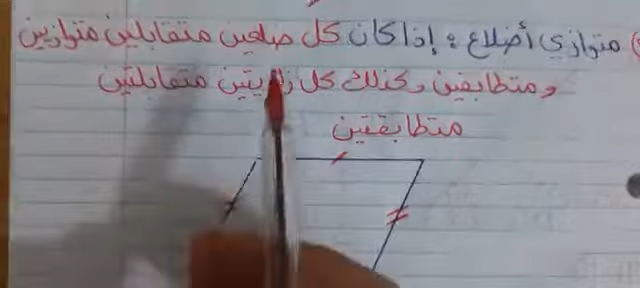 متوازي أضلاع : إذا كان كل ضلعين متقابلين متوازيين
ومتطابقين وكذلك كل زاويتين متقابلتين
متطابقتين